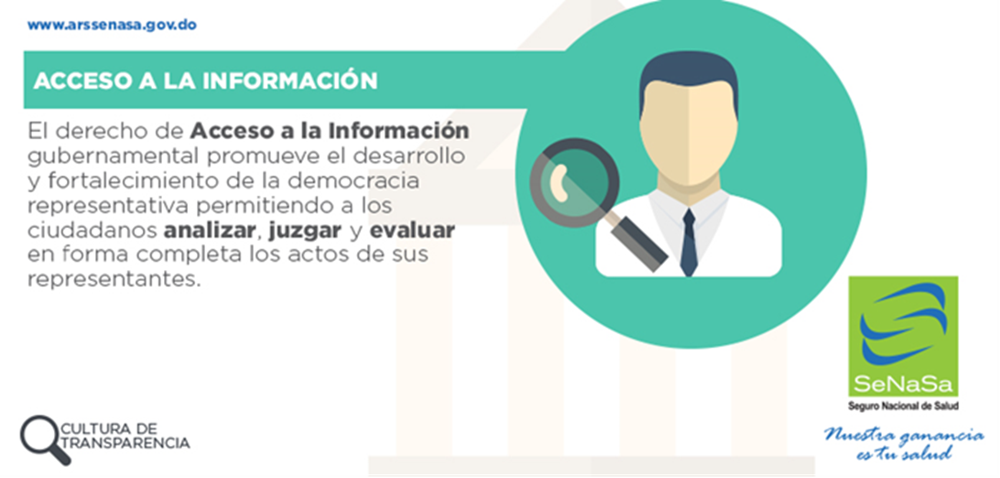 www.arssenasa.gov.do
ACCESO A LA INFORMACIÓN
El derecho de Acceso a la Información
gubernamental promueve el desarrollo
y fortalecimiento de la democracia
representativa permitiendo a los
ciudadanos analizar, juzgar y evaluar
en forma completa los actos de sus
representantes.
SeNaSa
Seguro Nacional de Salud
Nuestra ganancia
es tu salud
CULTURA DE
TRANSPARENCIA